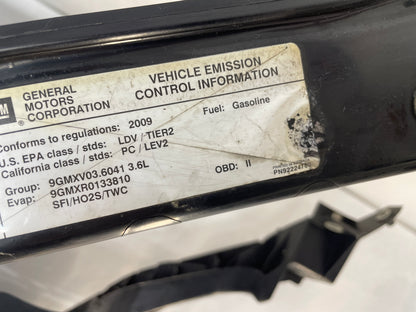 GM
GENERAL
MOTORS
CORPORATION
VEHICLE EMISSION
CONTROL INFORMATION
Conforms to regulations: 2009
Fuel: Gasoline
U.S. EPA class / stds: LDV / TIER2
California class / stds: PC / LEV2
Group: 9GMXV03.6041 3.6L
Evap: 9GMXR0133810
SFI/HO2S/TWC
OBD: II